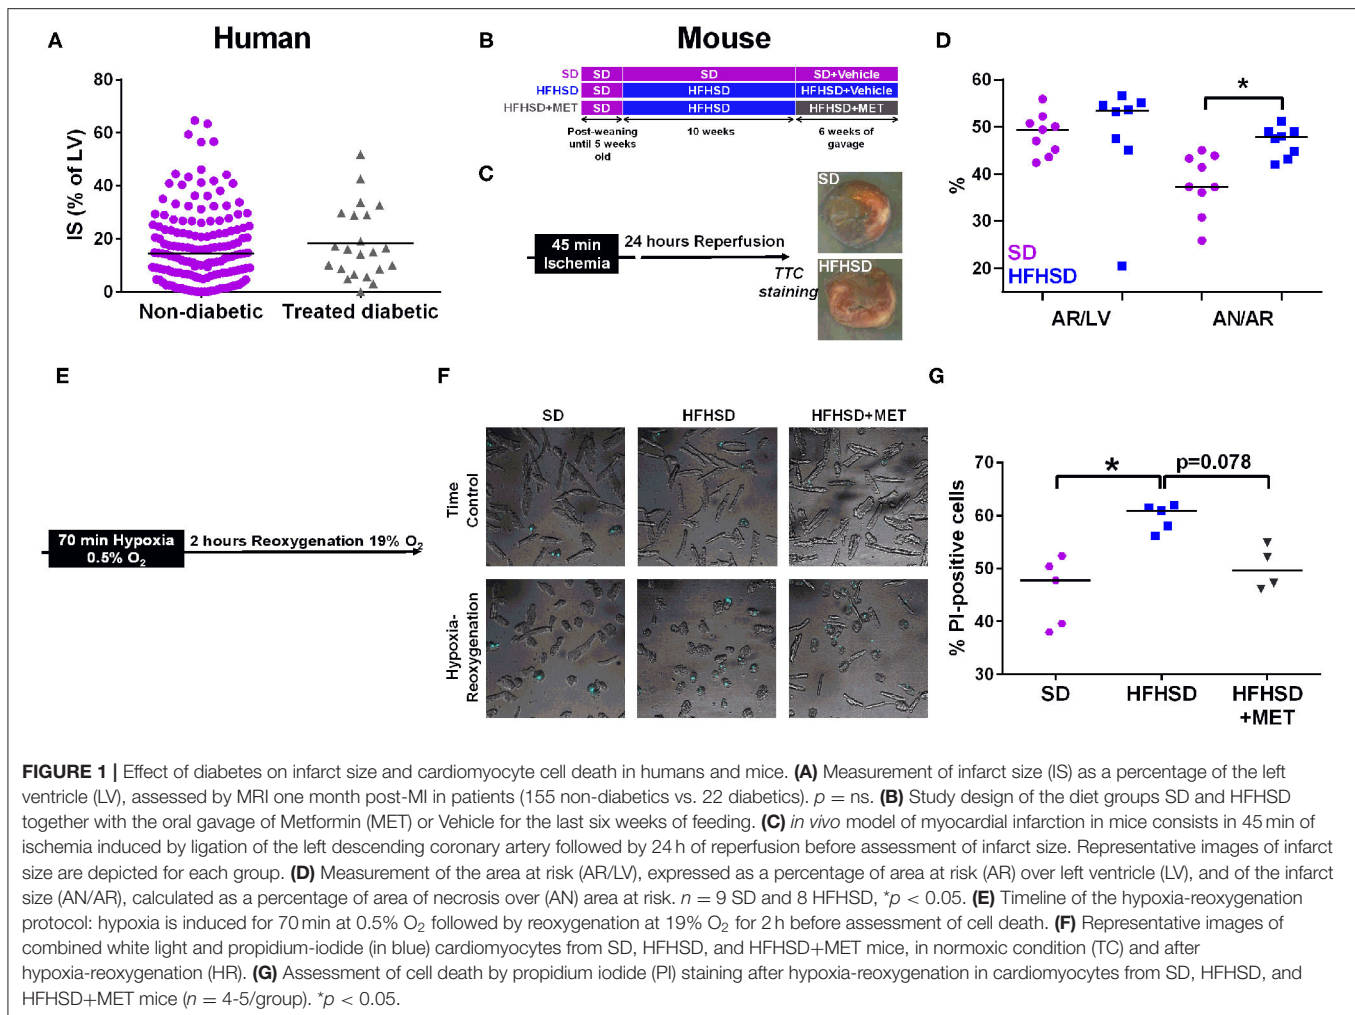 Human
Mouse
A
80
60
40
20
0
IS (% of LV)
Non-diabetic
Treated diabetic
B
SD SD SD SD+Vehicle
HFHSD SD HFHSD HFHSD+Vehicle
HFHSD+MET SD HFHSD HFHSD+MET
Post-weaning
until 5 weeks
old
10 weeks
6 weeks of
gavage
C
45 min
Ischemia
24 hours Reperfusion
TTC
staining
SD
HFHSD
D
60
50
40
30
20
%
*
SD
HFHSD
AR/LV
AN/AR
E
70 min Hypoxia
0.5% O₂
2 hours Reoxygenation 19% O₂
F
SD
HFHSD
HFHSD+MET
Time
Control
Hypoxia-
Reoxygenation
G
70
60
50
40
30
% PI-positive cells
*
p=0.078
SD
HFHSD
HFHSD
+MET
FIGURE 1 | Effect of diabetes on infarct size and cardiomyocyte cell death in humans and mice. (A) Measurement of infarct size (IS) as a percentage of the left
ventricle (LV), assessed by MRI one month post-MI in patients (155 non-diabetics vs. 22 diabetics). p = ns. (B) Study design of the diet groups SD and HFHSD
together with the oral gavage of Metformin (MET) or Vehicle for the last six weeks of feeding. (C) in vivo model of myocardial infarction in mice consists in 45 min of
ischemia induced by ligation of the left descending coronary artery followed by 24 h of reperfusion before assessment of infarct size. Representative images of infarct
size are depicted for each group. (D) Measurement of the area at risk (AR/LV), expressed as a percentage of area at risk (AR) over left ventricle (LV), and of the infarct
size (AN/AR), calculated as a percentage of area of necrosis over (AN) area at risk. n = 9 SD and 8 HFHSD, *p < 0.05. (E) Timeline of the hypoxia-reoxygenation
protocol: hypoxia is induced for 70 min at 0.5% O₂ followed by reoxygenation at 19% O₂ for 2 h before assessment of cell death. (F) Representative images of
combined white light and propidium-iodide (in blue) cardiomyocytes from SD, HFHSD, and HFHSD+MET mice, in normoxic condition (TC) and after
hypoxia-reoxygenation (HR). (G) Assessment of cell death by propidium iodide (PI) staining after hypoxia-reoxygenation in cardiomyocytes from SD, HFHSD, and
HFHSD+MET mice (n = 4-5/group). *p < 0.05.